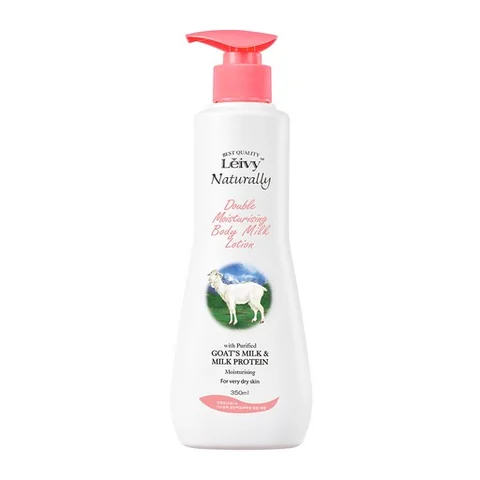 BEST QUALITY
Léivy™
Naturally
Double
Moisturising
Body Milk
Lotion
with Purified
GOAT'S MILK &
MILK PROTEIN
Moisturising
For very dry skin
350ml